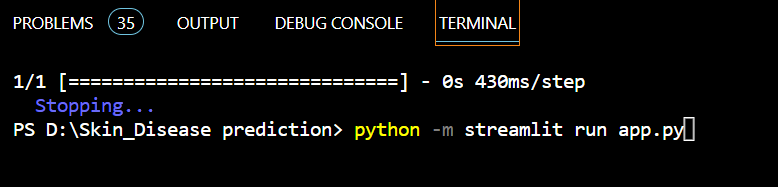 PROBLEMS 35 OUTPUT DEBUG CONSOLE TERMINAL
1/1 [==============================] - 0s 430ms/step
Stopping...
PS D:\Skin_Disease prediction> python -m streamlit run app.py